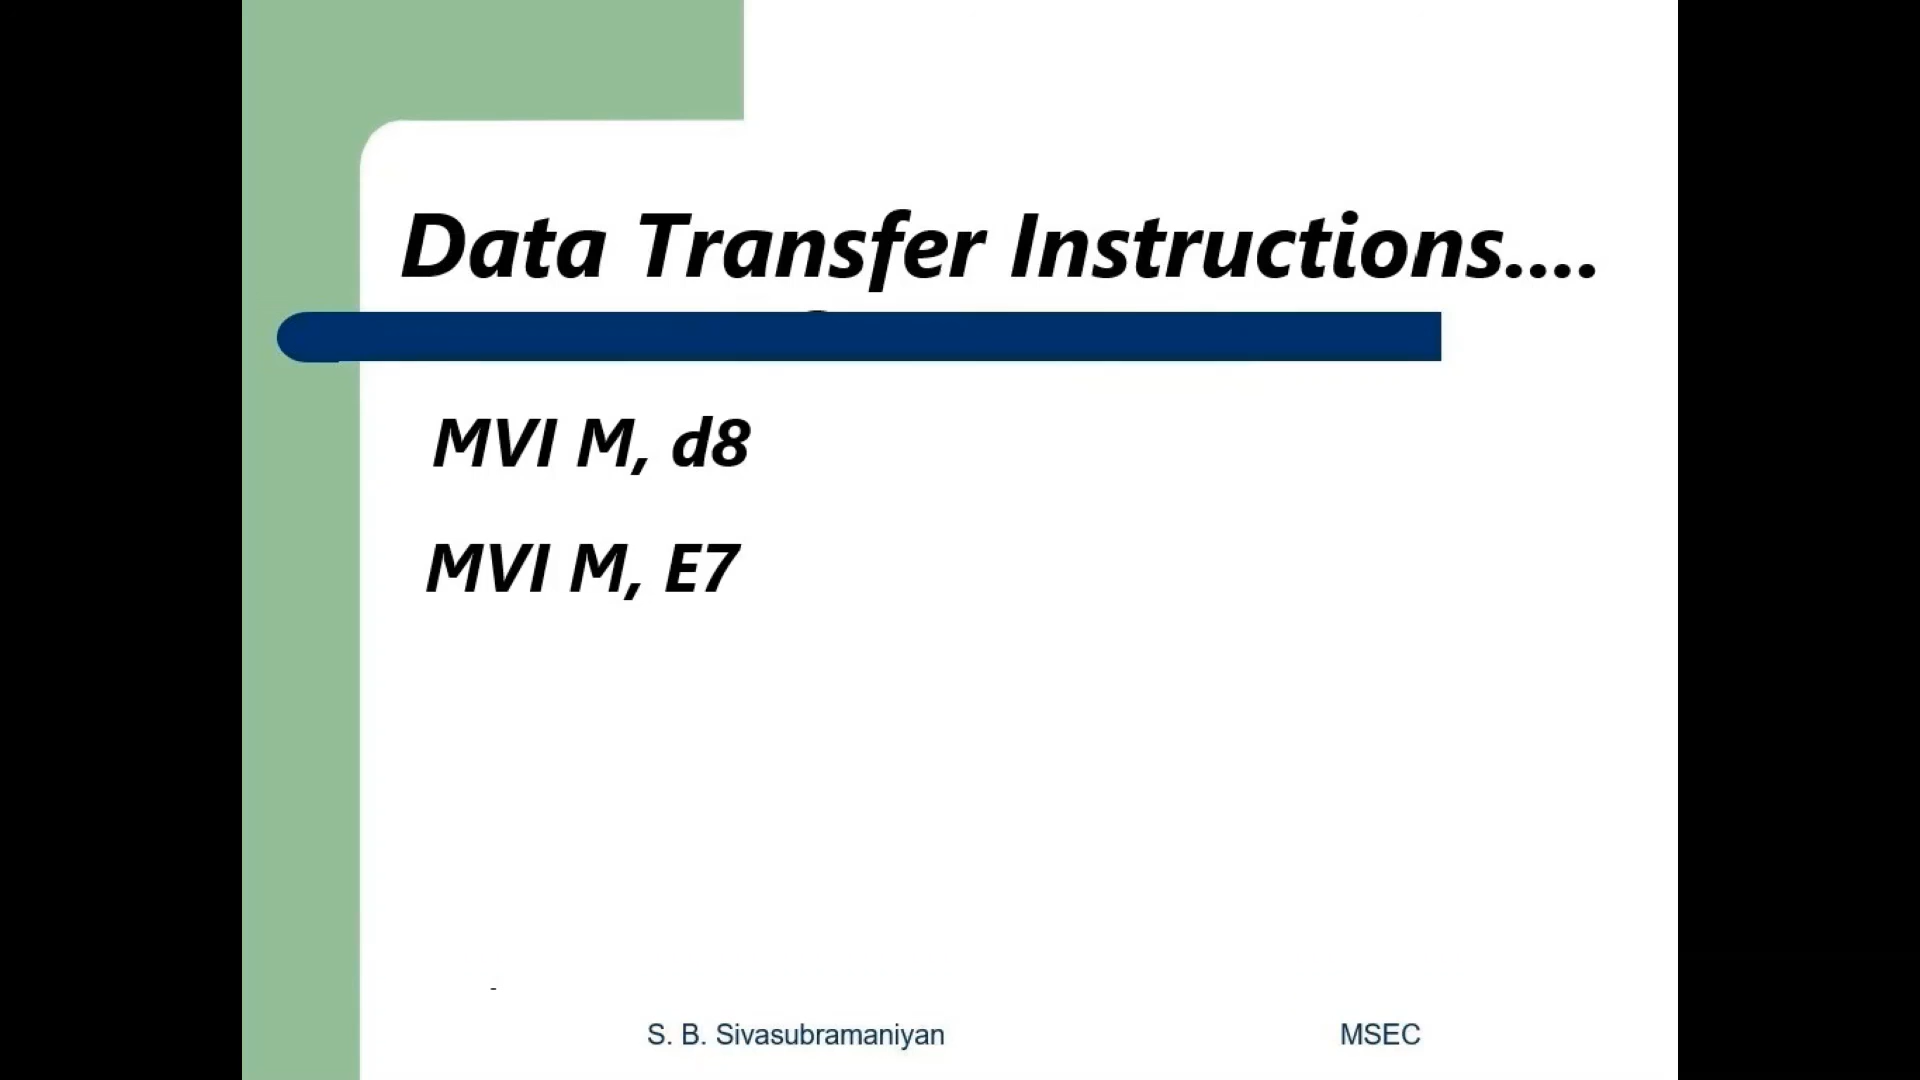 Data Transfer Instructions....
MVI M, d8
MVI M, E7
-
S. B. Sivasubramaniyan
MSEC